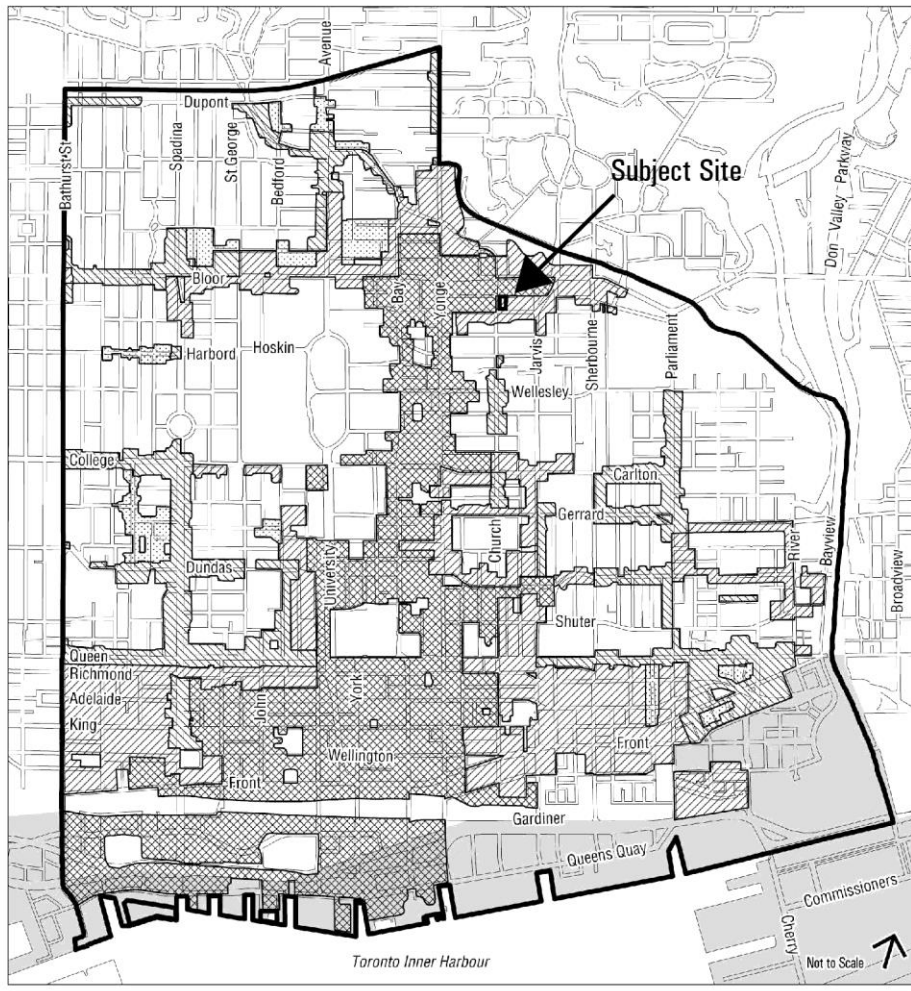 Avenue
Dupont
Bathurst St
Spadina
St George
Bedford
Subject Site
Don Valley Parkway
Bloor
Bay
Yonge
Harbord
Hoskin
Jarvis
Sherbourne
Parliament
Wellesley
College
Carlton
Gerrard
Church
University
Dundas
River
Bayview
Broadview
Shuter
Queen
Richmond
Adelaide
King
John
York
Wellington
Front
Front
Gardiner
Queens Quay
Commissioners
Cherry
Toronto Inner Harbour
Not to Scale